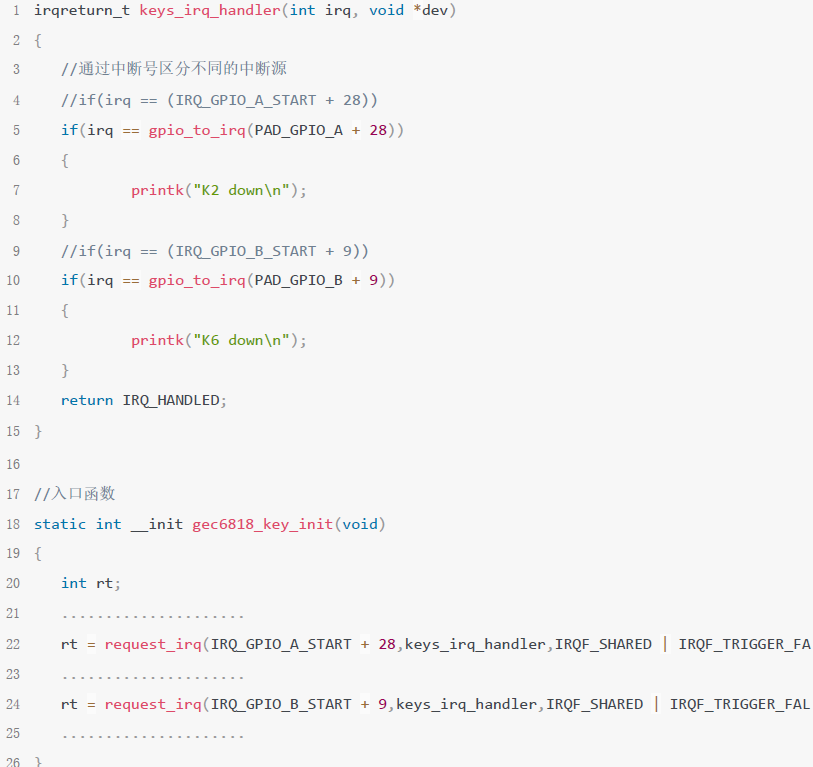 1 irqreturn_t keys_irq_handler(int irq, void *dev)
2 {
3 //通过中断号区分不同的中断源
4 //if(irq == (IRQ_GPIO_A_START + 28))
5 if(irq == gpio_to_irq(PAD_GPIO_A + 28))
6 {
7 printk("K2 down\n");
8 }
9 //if(irq == (IRQ_GPIO_B_START + 9))
10 if(irq == gpio_to_irq(PAD_GPIO_B + 9))
11 {
12 printk("K6 down\n");
13 }
14 return IRQ_HANDLED;
15 }
16
17 //入口函数
18 static int __init gec6818_key_init(void)
19 {
20 int rt;
21 .....................
22 rt = request_irq(IRQ_GPIO_A_START + 28,keys_irq_handler,IRQF_SHARED | IRQF_TRIGGER_FA
23 .....................
24 rt = request_irq(IRQ_GPIO_B_START + 9,keys_irq_handler,IRQF_SHARED | IRQF_TRIGGER_FAL
25 .....................
26 }